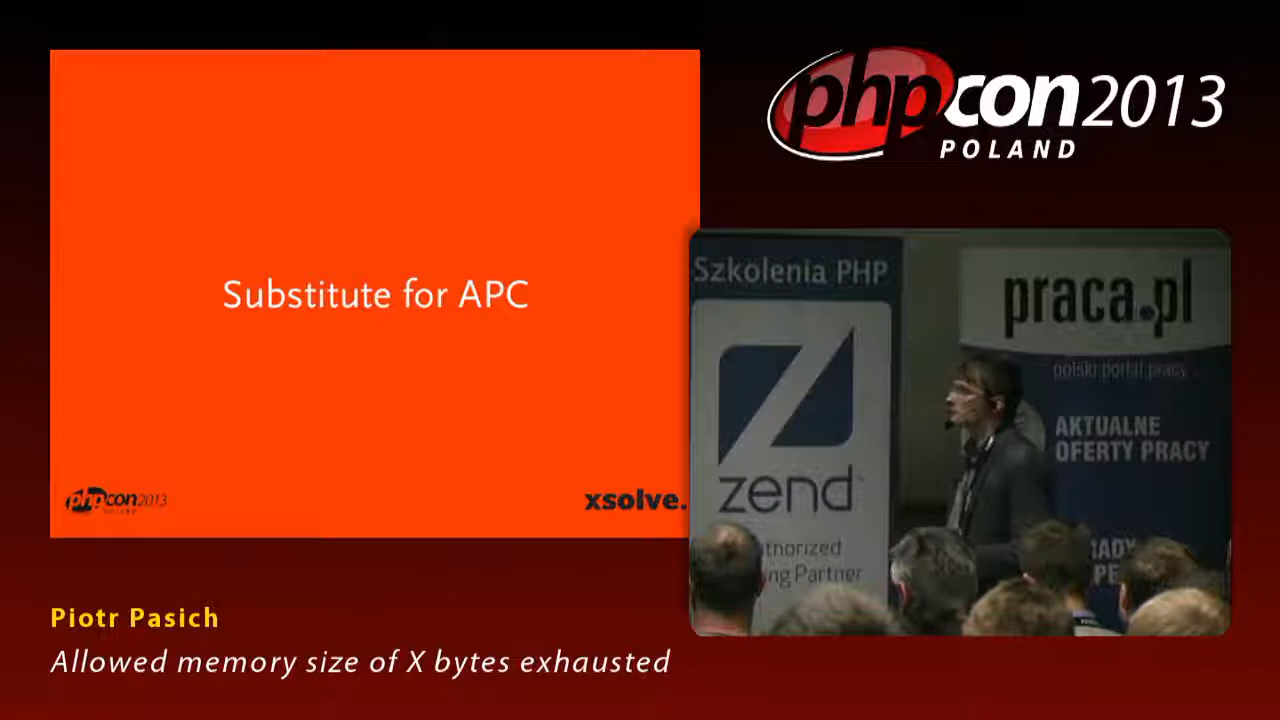 phpcon2013
POLAND
Substitute for APC
phpcon2013
POLAND
xsolve.
Szkolenia PHP
zend
praca.pl
polski portal pracy
AKTUALNE
OFERTY PRACY
Piotr Pasich
Allowed memory size of X bytes exhausted